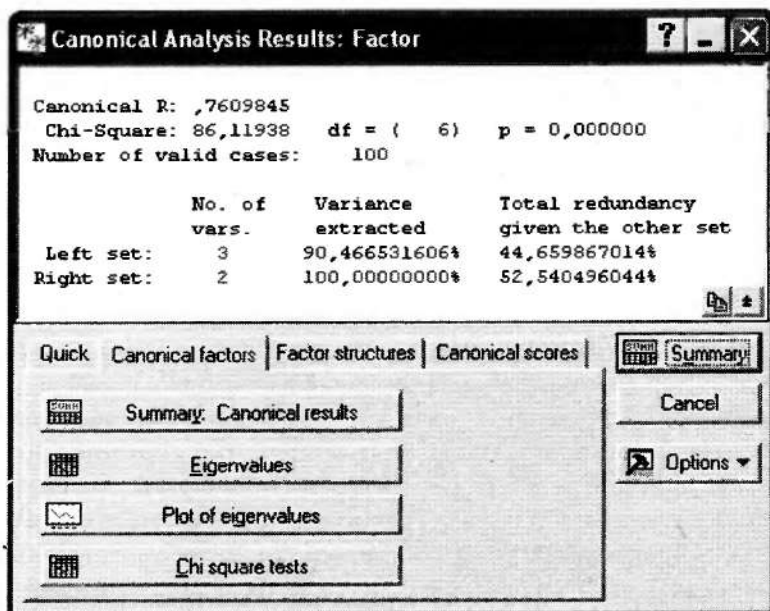 Canonical Analysis Results: Factor
Canonical R: ,7609845
Chi-Square: 86,11938 df = ( 6) p = 0,000000
Number of valid cases: 100
No. of Variance Total redundancy
vars. extracted given the other set
Left set: 3 90,466531606% 44,659867014%
Right set: 2 100,00000000% 52,540496044%
Quick Canonical factors Factor structures Canonical scores
Summary
Cancel
Options
Summary: Canonical results
Eigenvalues
Plot of eigenvalues
Chi square tests